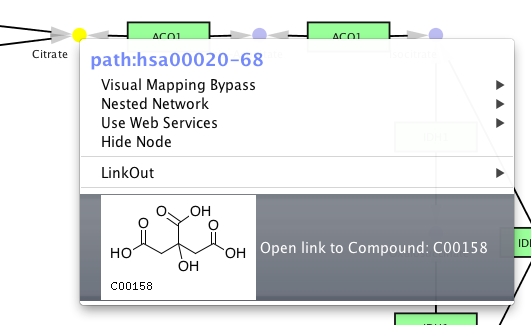 ACO1
ACO1
Citrate
path:hsa00020-68
Visual Mapping Bypass
Nested Network
Use Web Services
Hide Node
LinkOut
O
OH
O
O
HO
OH
OH
C00158
Open link to Compound: C00158